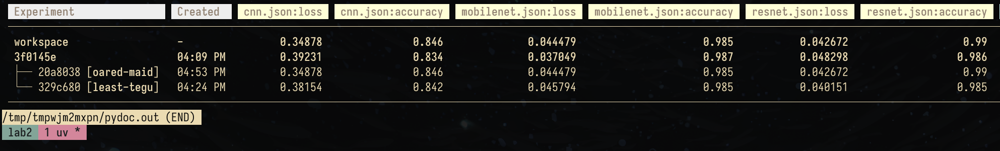 Experiment Created cnn.json:loss cnn.json:accuracy mobilenet.json:loss mobilenet.json:accuracy resnet.json:loss resnet.json:accuracy
workspace - 0.34878 0.846 0.044479 0.985 0.042672 0.99
3f0145e 04:09 PM 0.39231 0.834 0.037049 0.987 0.048298 0.986
├── 20a8038 [oared-maid] 04:53 PM 0.34878 0.846 0.044479 0.985 0.042672 0.99
└── 329c680 [least-tegu] 04:24 PM 0.38154 0.842 0.045794 0.985 0.040151 0.985
/tmp/tmpwjm2mxpn/pydoc.out (END)
lab2 1 uv *